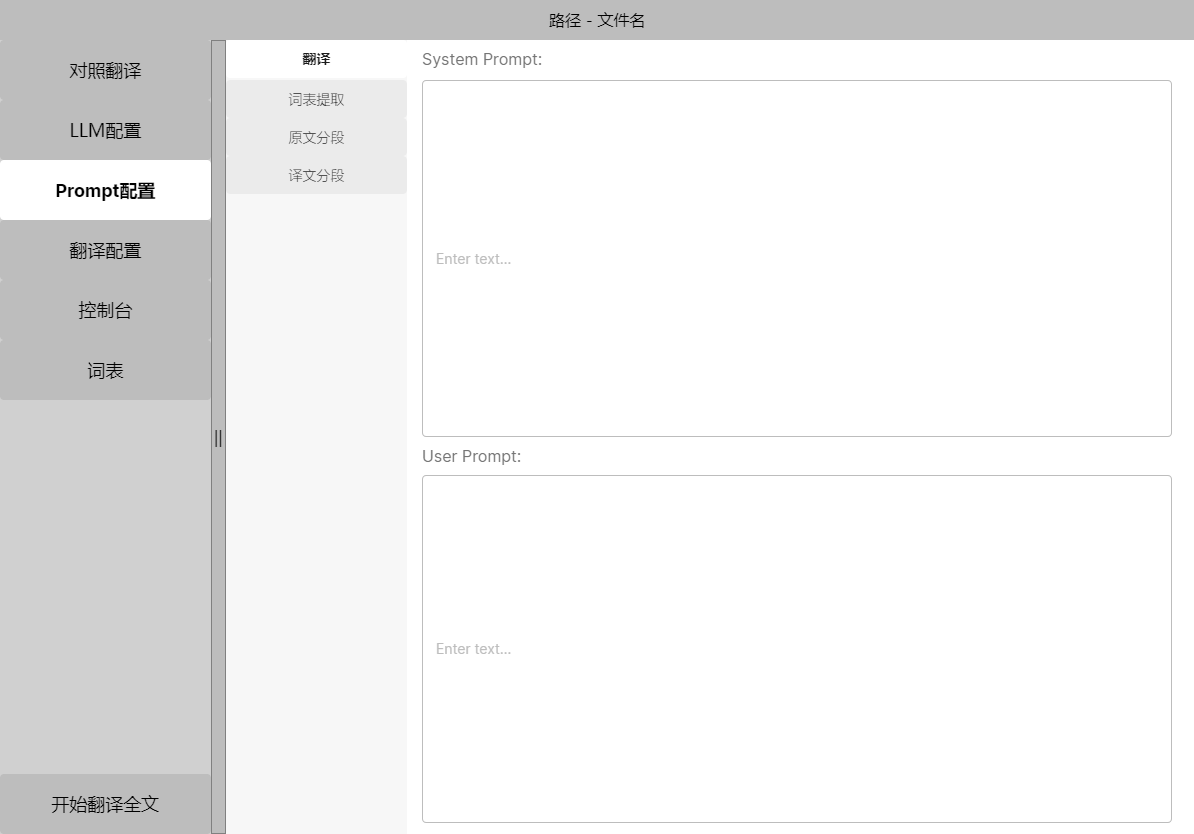 路径 - 文件名
对照翻译
LLM配置
Prompt配置
翻译配置
控制台
词表
开始翻译全文
||
翻译
词表提取
原文分段
译文分段
System Prompt:
Enter text...
User Prompt:
Enter text...